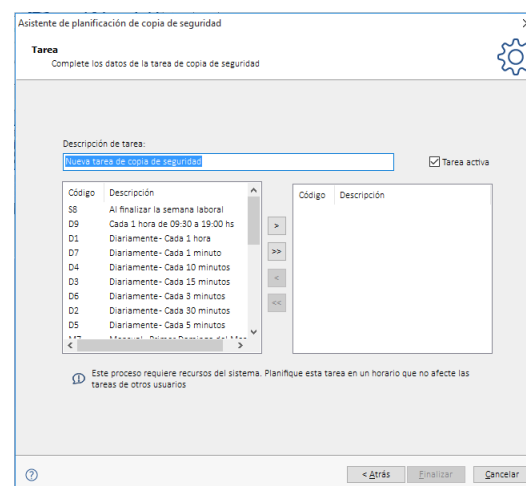 Asistente de planificación de copia de seguridad
Tarea
Complete los datos de la tarea de copia de seguridad
Descripción de tarea:
Nueva tarea de copia de seguridad
Tarea activa
Código Descripción
S8 Al finalizar la semana laboral
D9 Cada 1 hora de 09:30 a 19:00 hs
D1 Diariamente- Cada 1 hora
D7 Diariamente- Cada 1 minuto
D4 Diariamente- Cada 10 minutos
D3 Diariamente- Cada 15 minutos
D6 Diariamente- Cada 3 minutos
D2 Diariamente- Cada 30 minutos
D5 Diariamente- Cada 5 minutos
>
>>
<
<<
Código Descripción
Este proceso requiere recursos del sistema. Planifique esta tarea en un horario que no afecte las
tareas de otros usuarios
< Atrás
Finalizar
Cancelar